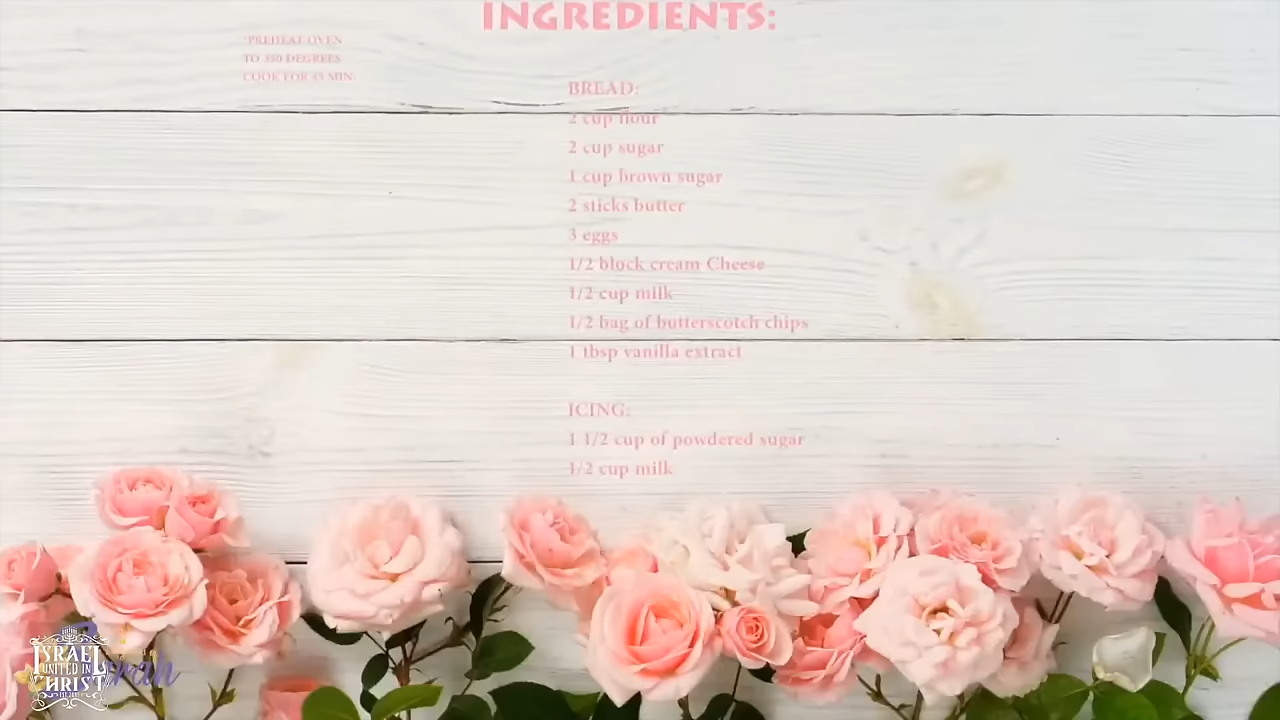 INGREDIENTS:
*PREHEAT OVEN
TO 350 DEGREES
COOK FOR 45 MIN.
BREAD:
2 cup flour
2 cup sugar
1 cup brown sugar
2 sticks butter
3 eggs
1/2 block cream Cheese
1/2 cup milk
1/2 bag of butterscotch chips
1 tbsp vanilla extract
ICING:
1 1/2 cup of powdered sugar
1/2 cup milk
ISRAEL
UNITED IN
CHRIST